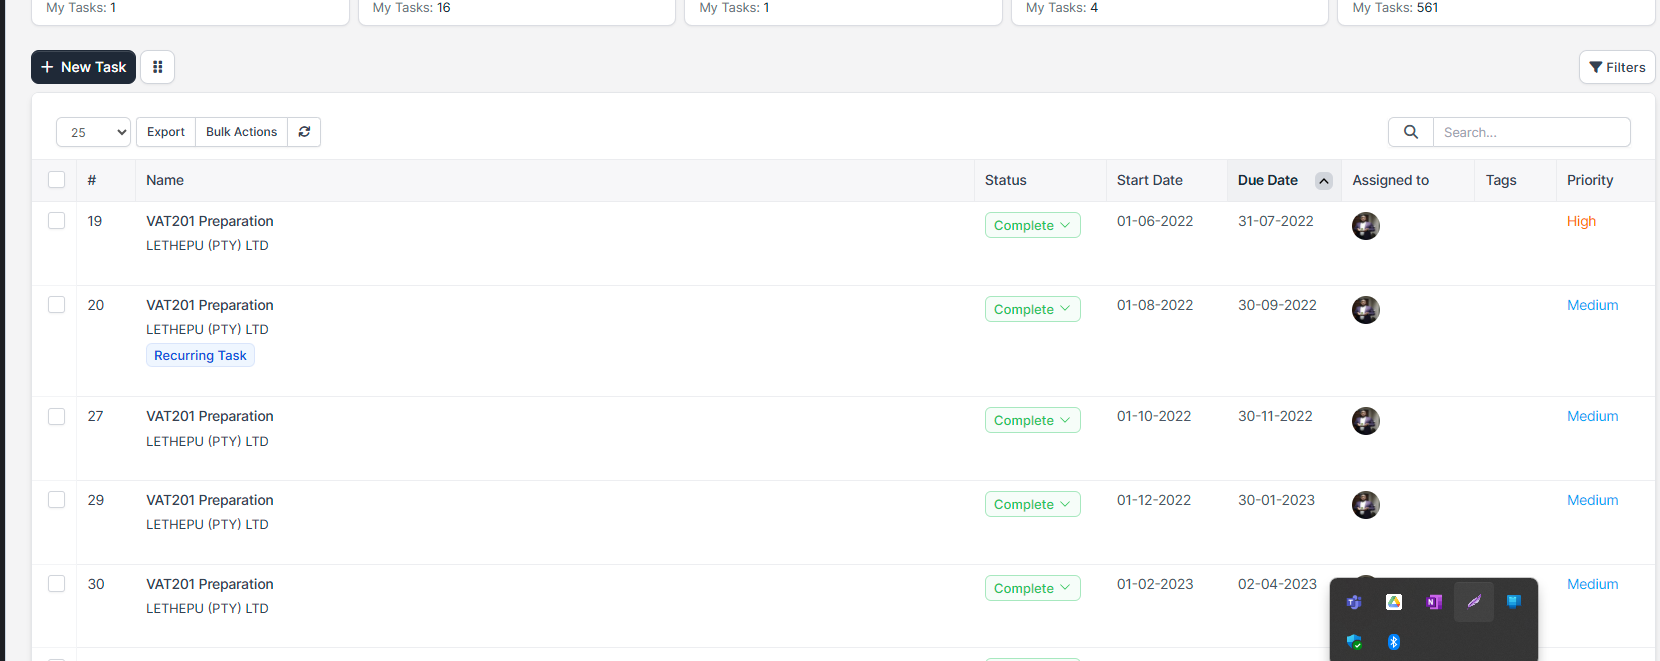 My Tasks: 1
My Tasks: 16
My Tasks: 1
My Tasks: 4
My Tasks: 561
+ New Task
Filters
25
Export
Bulk Actions
Search...
# Name Status Start Date Due Date Assigned to Tags Priority
19 VAT201 Preparation Complete 01-06-2022 31-07-2022 High
LETHEPU (PTY) LTD
20 VAT201 Preparation Complete 01-08-2022 30-09-2022 Medium
LETHEPU (PTY) LTD
Recurring Task
27 VAT201 Preparation Complete 01-10-2022 30-11-2022 Medium
LETHEPU (PTY) LTD
29 VAT201 Preparation Complete 01-12-2022 30-01-2023 Medium
LETHEPU (PTY) LTD
30 VAT201 Preparation Complete 01-02-2023 02-04-2023 Medium
LETHEPU (PTY) LTD